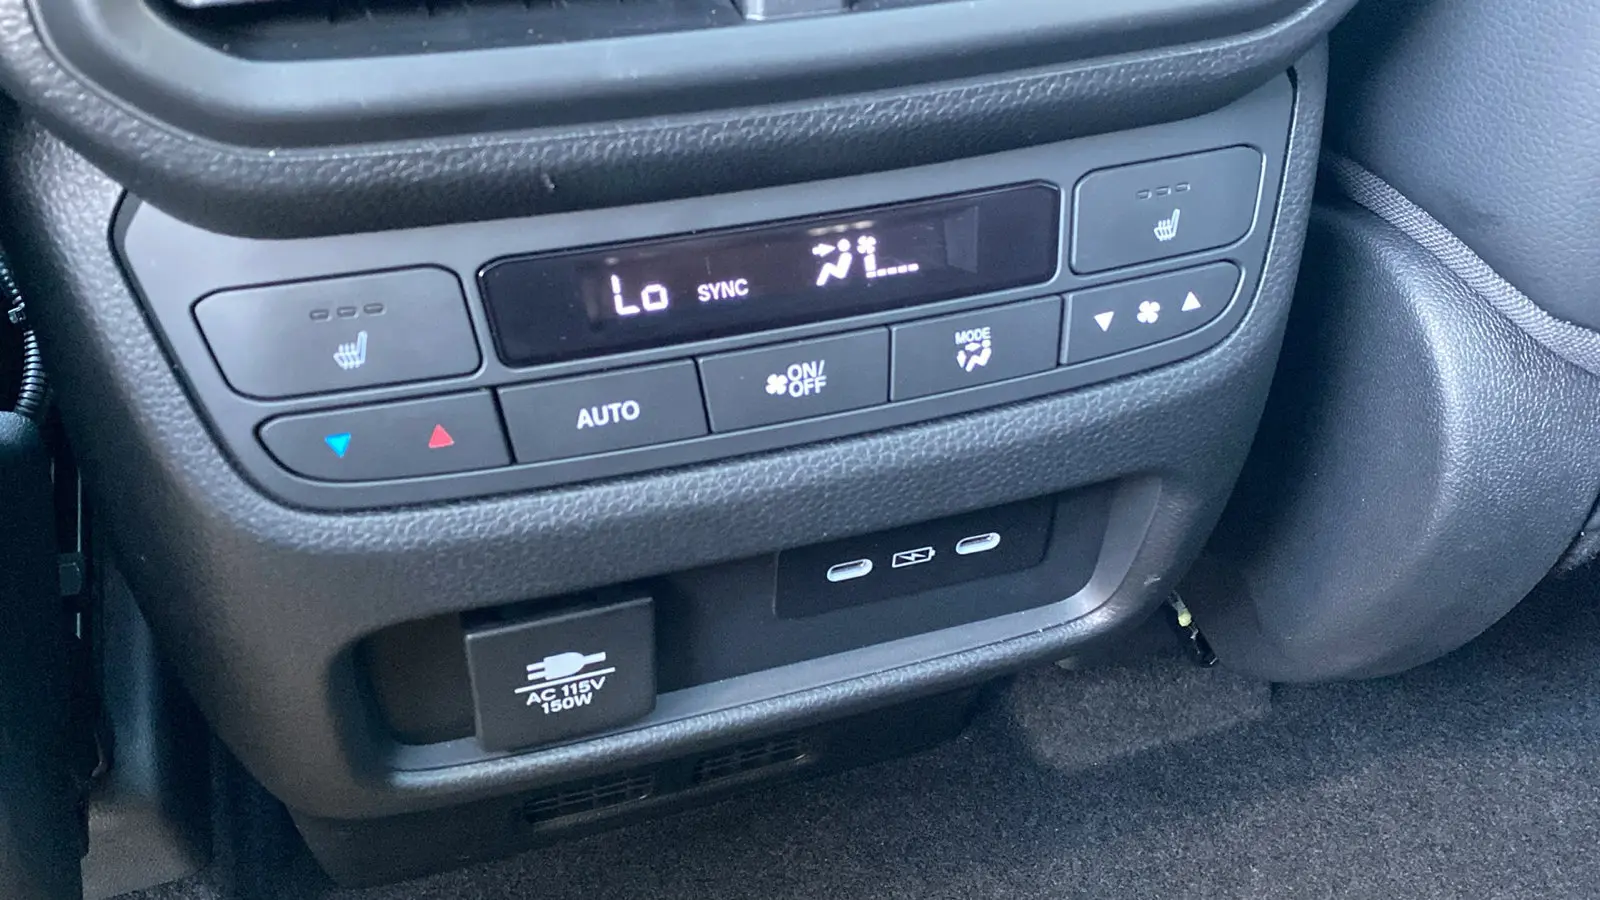 Lo SYNC
MODE
ON/
OFF
AUTO
AC 115V
150W